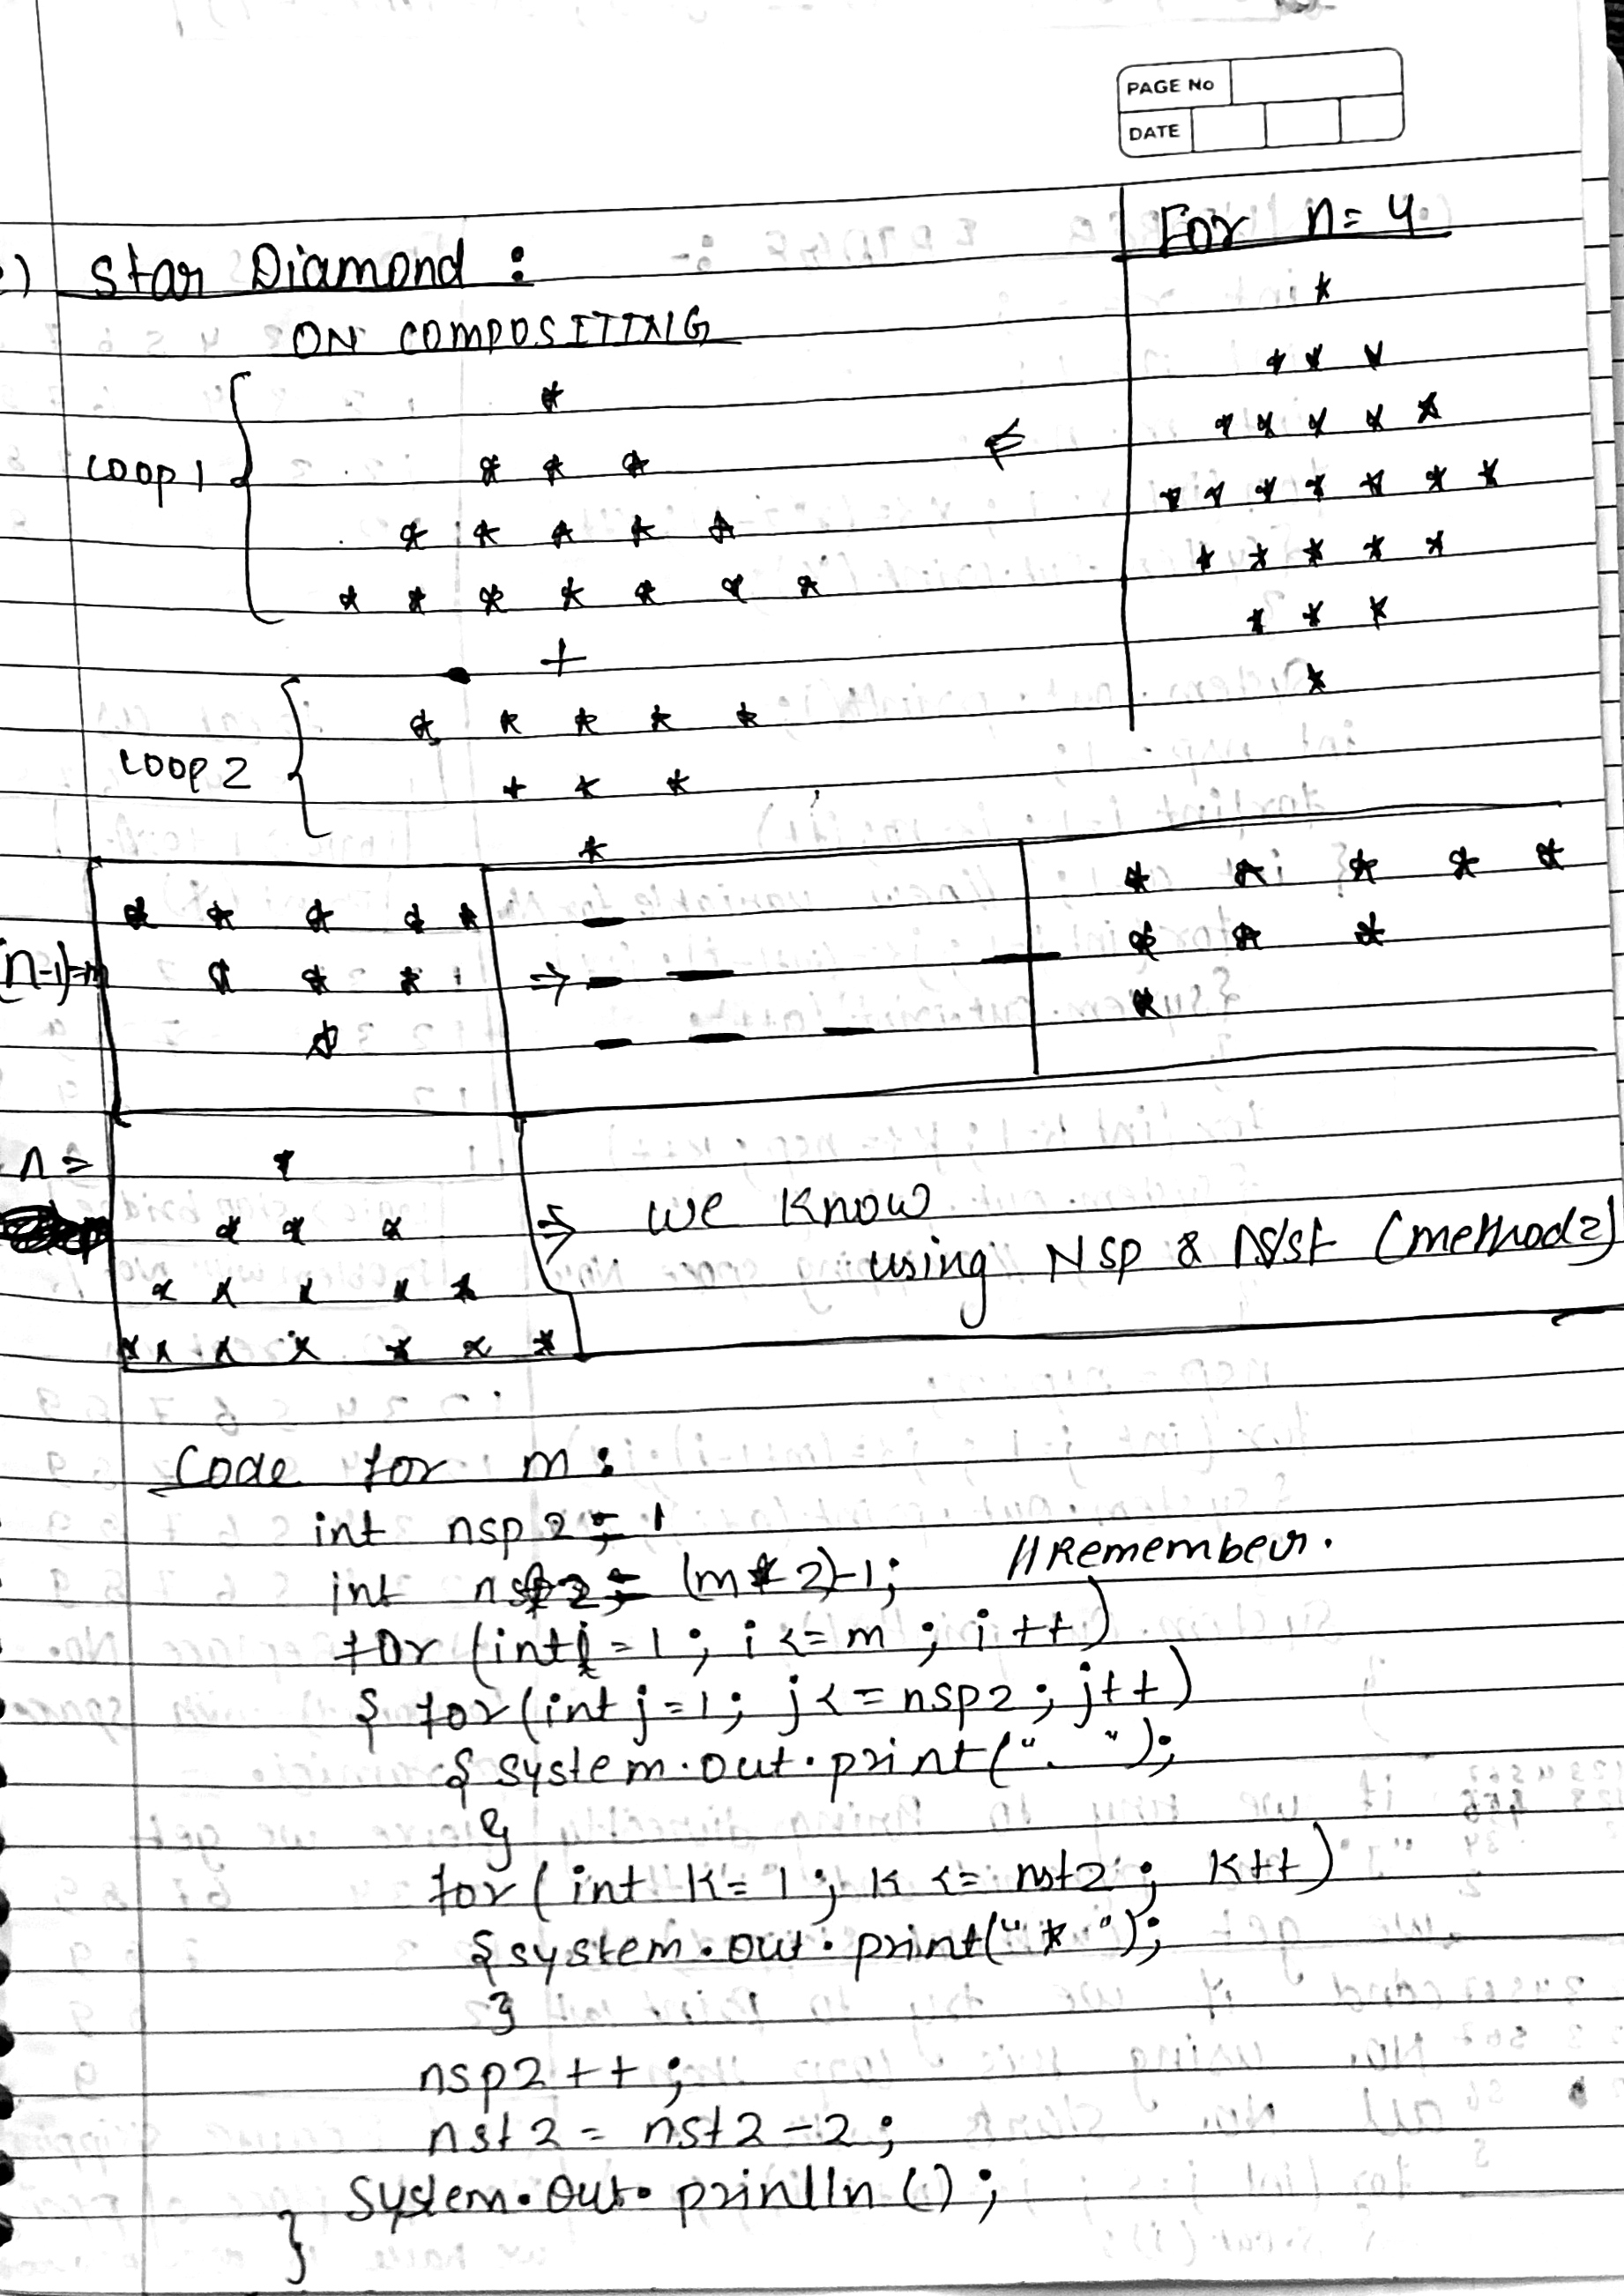 PAGE No
DATE
For n = 4
*
* * *
* * * * *
* * * * * * *
* * * * *
* * *
*
Star Diamond :
ON COMPOSITING
LOOP 1
*
* * *
* * * * *
* * * * * * *
+
LOOP 2
* * * * *
* * *
*
(n-1)=m
* * * * * – * * * * *
* * * ⇒ – – * * *
* – – – *
n =
*
* * * ⇒ we know
using Nsp & Nst (method 2)
* * * * *
* * * * * * *
Code for m :
int nsp2 = 1
int nst2 = (m*2)-1; //Remember.
for (int i = 1 ; i <= m ; i++)
{ for (int j = 1; j <= nsp2 ; j++)
{ system.out.print(". ");
}
for ( int k = 1 ; k <= nst2 ; k++)
{ system.out.print("* ");
}
nsp2++ ;
nst2 = nst2 - 2 ;
System.out.println () ;
}